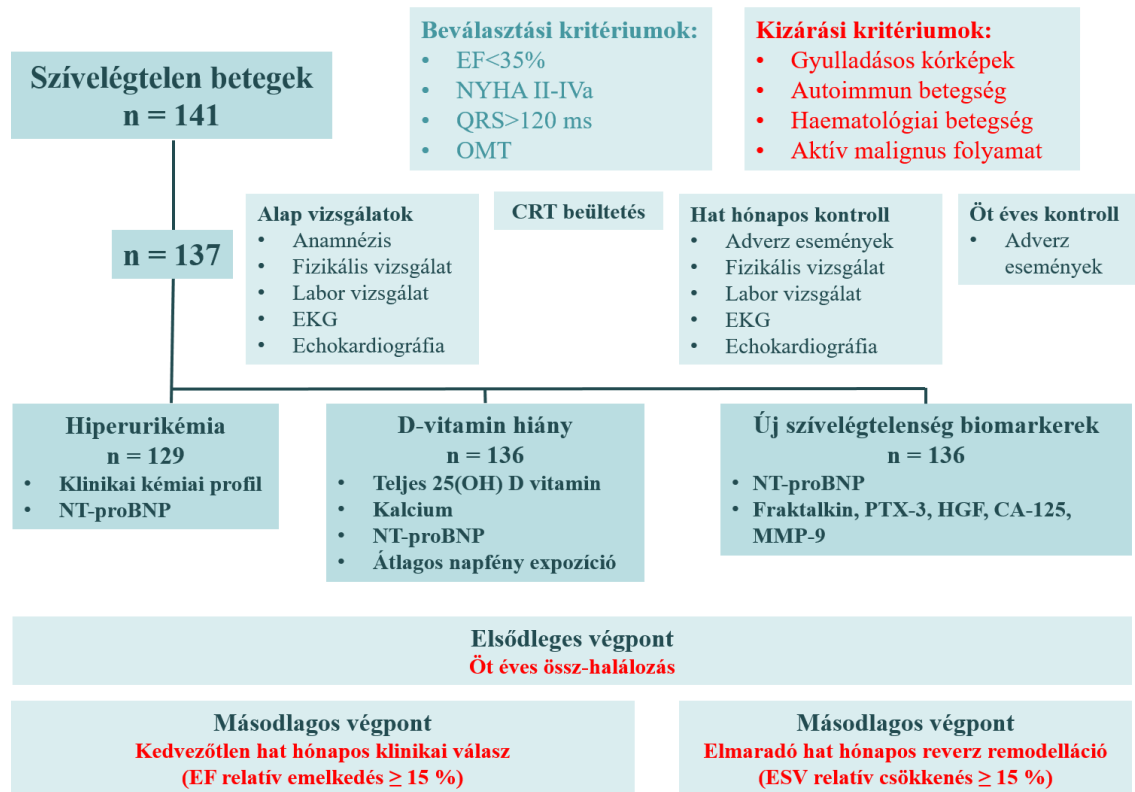 Szívelégtelen betegek
n = 141
Beválasztási kritériumok:
• EF<35%
• NYHA II-IVa
• QRS>120 ms
• OMT
Kizárási kritériumok:
• Gyulladásos kórképek
• Autoimmun betegség
• Haematológiai betegség
• Aktív malignus folyamat
n = 137
Alap vizsgálatok
• Anamnézis
• Fizikális vizsgálat
• Labor vizsgálat
• EKG
• Echokardiográfia
CRT beültetés
Hat hónapos kontroll
• Adverz események
• Fizikális vizsgálat
• Labor vizsgálat
• EKG
• Echokardiográfia
Öt éves kontroll
• Adverz
események
Hiperurikémia
n = 129
• Klinikai kémiai profil
• NT-proBNP
D-vitamin hiány
n = 136
• Teljes 25(OH) D vitamin
• Kalcium
• NT-proBNP
• Átlagos napfény expozíció
Új szívelégtelenség biomarkerek
n = 136
• NT-proBNP
• Fraktalkin, PTX-3, HGF, CA-125,
MMP-9
Elsődleges végpont
Öt éves össz-halálozás
Másodlagos végpont
Kedvezőtlen hat hónapos klinikai válasz
(EF relatív emelkedés ≥ 15 %)
Másodlagos végpont
Elmaradó hat hónapos reverz remodelláció
(ESV relatív csökkenés ≥ 15 %)